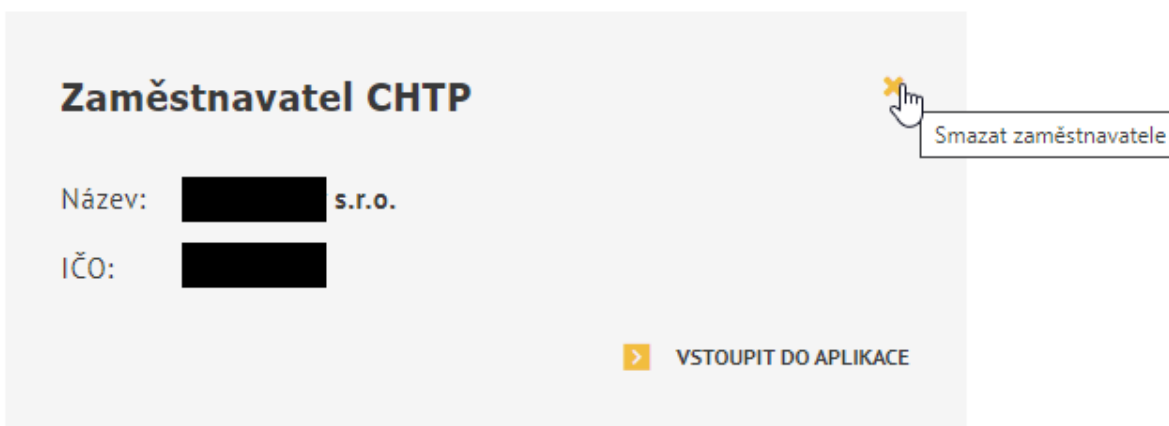 Zaměstnavatel CHTP
Smazat zaměstnavatele
Název: s.r.o.
IČO:
VSTOUPIT DO APLIKACE